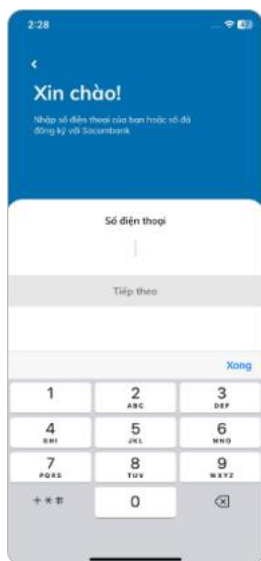 2:28
Xin chào!
Nhập số điện thoại của bạn hoặc số đã
đăng ký với Sacombank
Số điện thoại
Tiếp theo
Xong
1
2
ABC
3
DEF
4
GHI
5
JKL
6
MNO
7
PQRS
8
TUV
9
WXYZ
+ * #
0